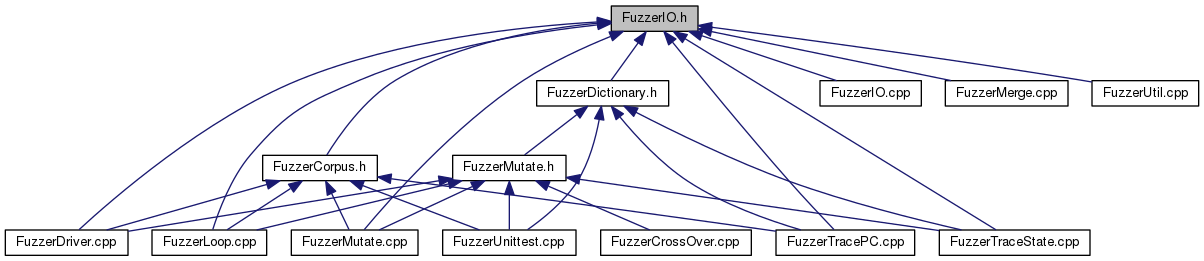 FuzzerIO.h
FuzzerDictionary.h
FuzzerIO.cpp
FuzzerMerge.cpp
FuzzerUtil.cpp
FuzzerCorpus.h
FuzzerMutate.h
FuzzerDriver.cpp
FuzzerLoop.cpp
FuzzerMutate.cpp
FuzzerUnittest.cpp
FuzzerCrossOver.cpp
FuzzerTracePC.cpp
FuzzerTraceState.cpp